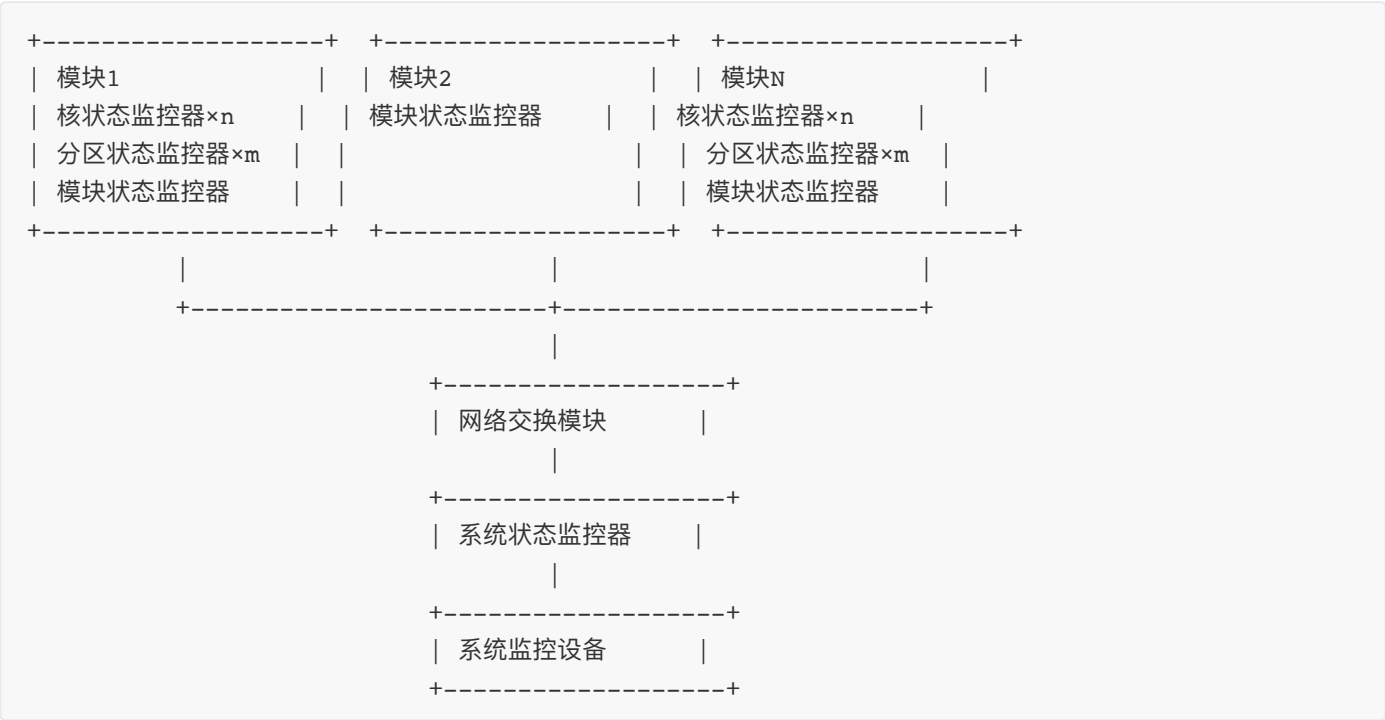 +-------------------+  +-------------------+  +-------------------+
| 模块1             |  | 模块2             |  | 模块N             |
| 核状态监控器×n    |  | 模块状态监控器    |  | 核状态监控器×n    |
| 分区状态监控器×m  |  |                   |  | 分区状态监控器×m  |
| 模块状态监控器    |  |                   |  | 模块状态监控器    |
+-------------------+  +-------------------+  +-------------------+
          |                        |                        |
          +------------------------+------------------------+
                                   |
                           +-------------------+
                           | 网络交换模块      |
                                   |
                           +-------------------+
                           | 系统状态监控器    |
                                   |
                           +-------------------+
                           | 系统监控设备      |
                           +-------------------+